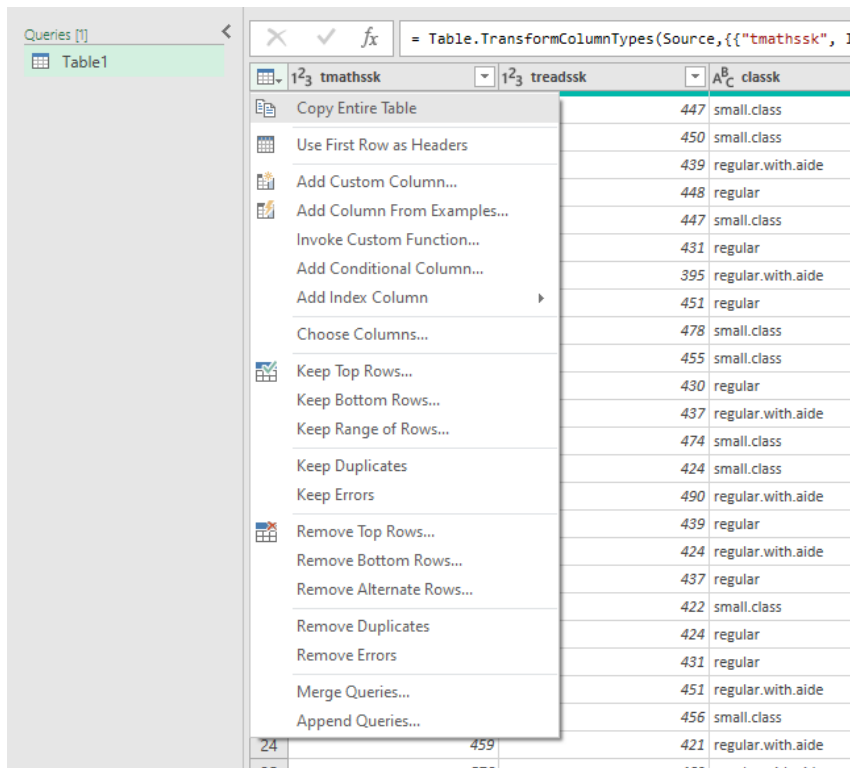 Queries [1]
fx = Table.TransformColumnTypes(Source,{{"tmathssk",
Table1
1²3 tmathssk 1²3 treadssk ABC classk
Copy Entire Table 447 small.class
450 small.class
Use First Row as Headers
439 regular.with.aide
Add Custom Column... 448 regular
Add Column From Examples... 447 small.class
Invoke Custom Function... 431 regular
Add Conditional Column... 395 regular.with.aide
Add Index Column 451 regular
Choose Columns... 478 small.class
455 small.class
Keep Top Rows... 430 regular
Keep Bottom Rows... 437 regular.with.aide
Keep Range of Rows... 474 small.class
Keep Duplicates 424 small.class
Keep Errors 490 regular.with.aide
Remove Top Rows... 439 regular
Remove Bottom Rows... 424 regular.with.aide
Remove Alternate Rows... 437 regular
422 small.class
Remove Duplicates 424 regular
Remove Errors 431 regular
Merge Queries... 451 regular.with.aide
Append Queries... 456 small.class
24 459 421 regular.with.aide